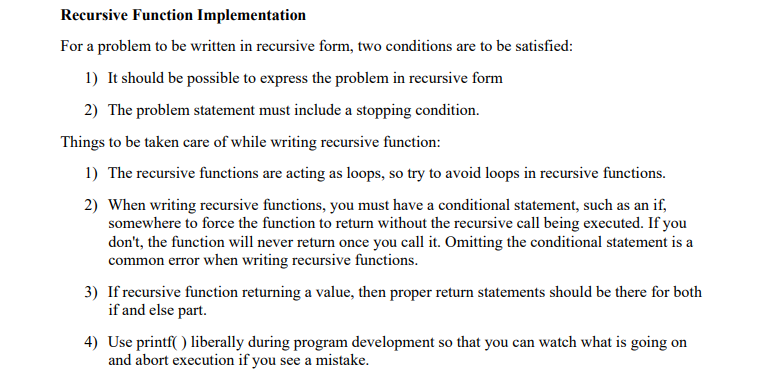 Recursive Function Implementation
For a problem to be written in recursive form, two conditions are to be satisfied:
1) It should be possible to express the problem in recursive form
2) The problem statement must include a stopping condition.
Things to be taken care of while writing recursive function:
1) The recursive functions are acting as loops, so try to avoid loops in recursive functions.
2) When writing recursive functions, you must have a conditional statement, such as an if,
somewhere to force the function to return without the recursive call being executed. If you
don't, the function will never return once you call it. Omitting the conditional statement is a
common error when writing recursive functions.
3) If recursive function returning a value, then proper return statements should be there for both
if and else part.
4) Use printf( ) liberally during program development so that you can watch what is going on
and abort execution if you see a mistake.